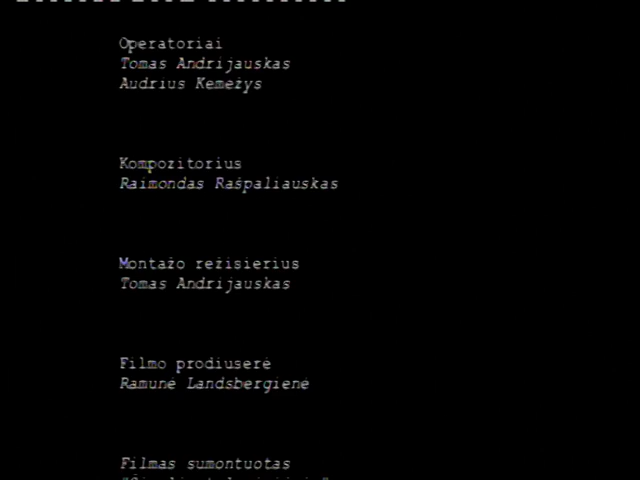 Operatoriai
Tomas Andrijauskas
Audrius Kemežys
Kompozitorius
Raimondas Rašpaliauskas
Montažo režisierius
Tomas Andrijauskas
Filmo prodiuserė
Ramunė Landsbergienė
Filmas sumontuotas